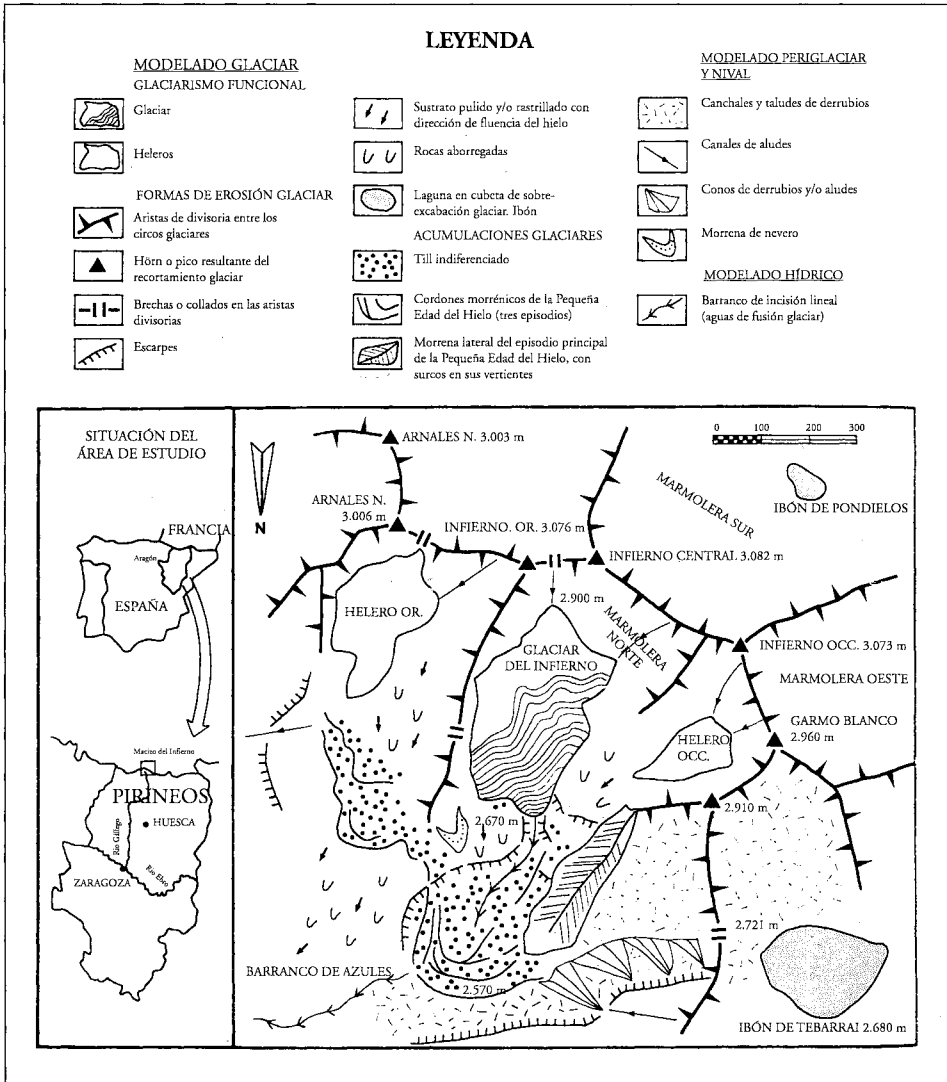 LEYENDA
MODELADO GLACIAR
GLACIARISMO FUNCIONAL
Glaciar
Heleros
FORMAS DE EROSIÓN GLACIAR
Aristas de divisoria entre los
circos glaciares
Hörn o pico resultante del
recortamiento glaciar
Brechas o collados en las aristas
divisorias
Escarpes
Sustrato pulido y/o rastrillado con
dirección de fluencia del hielo
Rocas aborregadas
Laguna en cubeta de sobre-
excabación glaciar. Ibón
ACUMULACIONES GLACIARES
Till indiferenciado
Cordones morrénicos de la Pequeña
Edad del Hielo (tres episodios)
Morrena lateral del episodio principal
de la Pequeña Edad del Hielo, con
surcos en sus vertientes
MODELADO PERIGLACIAR
Y NIVAL
Canchales y taludes de derrubios
Canales de aludes
Conos de derrubios y/o aludes
Morrena de nevero
MODELADO HÍDRICO
Barranco de incisión lineal
(aguas de fusión glaciar)
SITUACIÓN DEL
ÁREA DE ESTUDIO
FRANCIA
Aragón
ESPAÑA
Macizo del Infierno
PIRÍNEOS
HUESCA
Río Gállego
ZARAGOZA
Río Ebro
N
0 100 200 300
ARNALES N. 3.003 m
ARNALES N.
3.006 m
INFIERNO. OR. 3.076 m
MARMOLERA SUR
IBÓN DE PONDIELOS
INFIERNO CENTRAL 3.082 m
2.900 m
HELERO OR.
GLACIAR
DEL INFIERNO
MARMOLERA
NORTE
INFIERNO OCC. 3.073 m
MARMOLERA OESTE
GARMO BLANCO
2.960 m
HELERO
OCC.
2.910 m
2.670 m
2.721 m
BARRANCO DE AZULES
2.570 m
IBÓN DE TEBARRAI 2.680 m